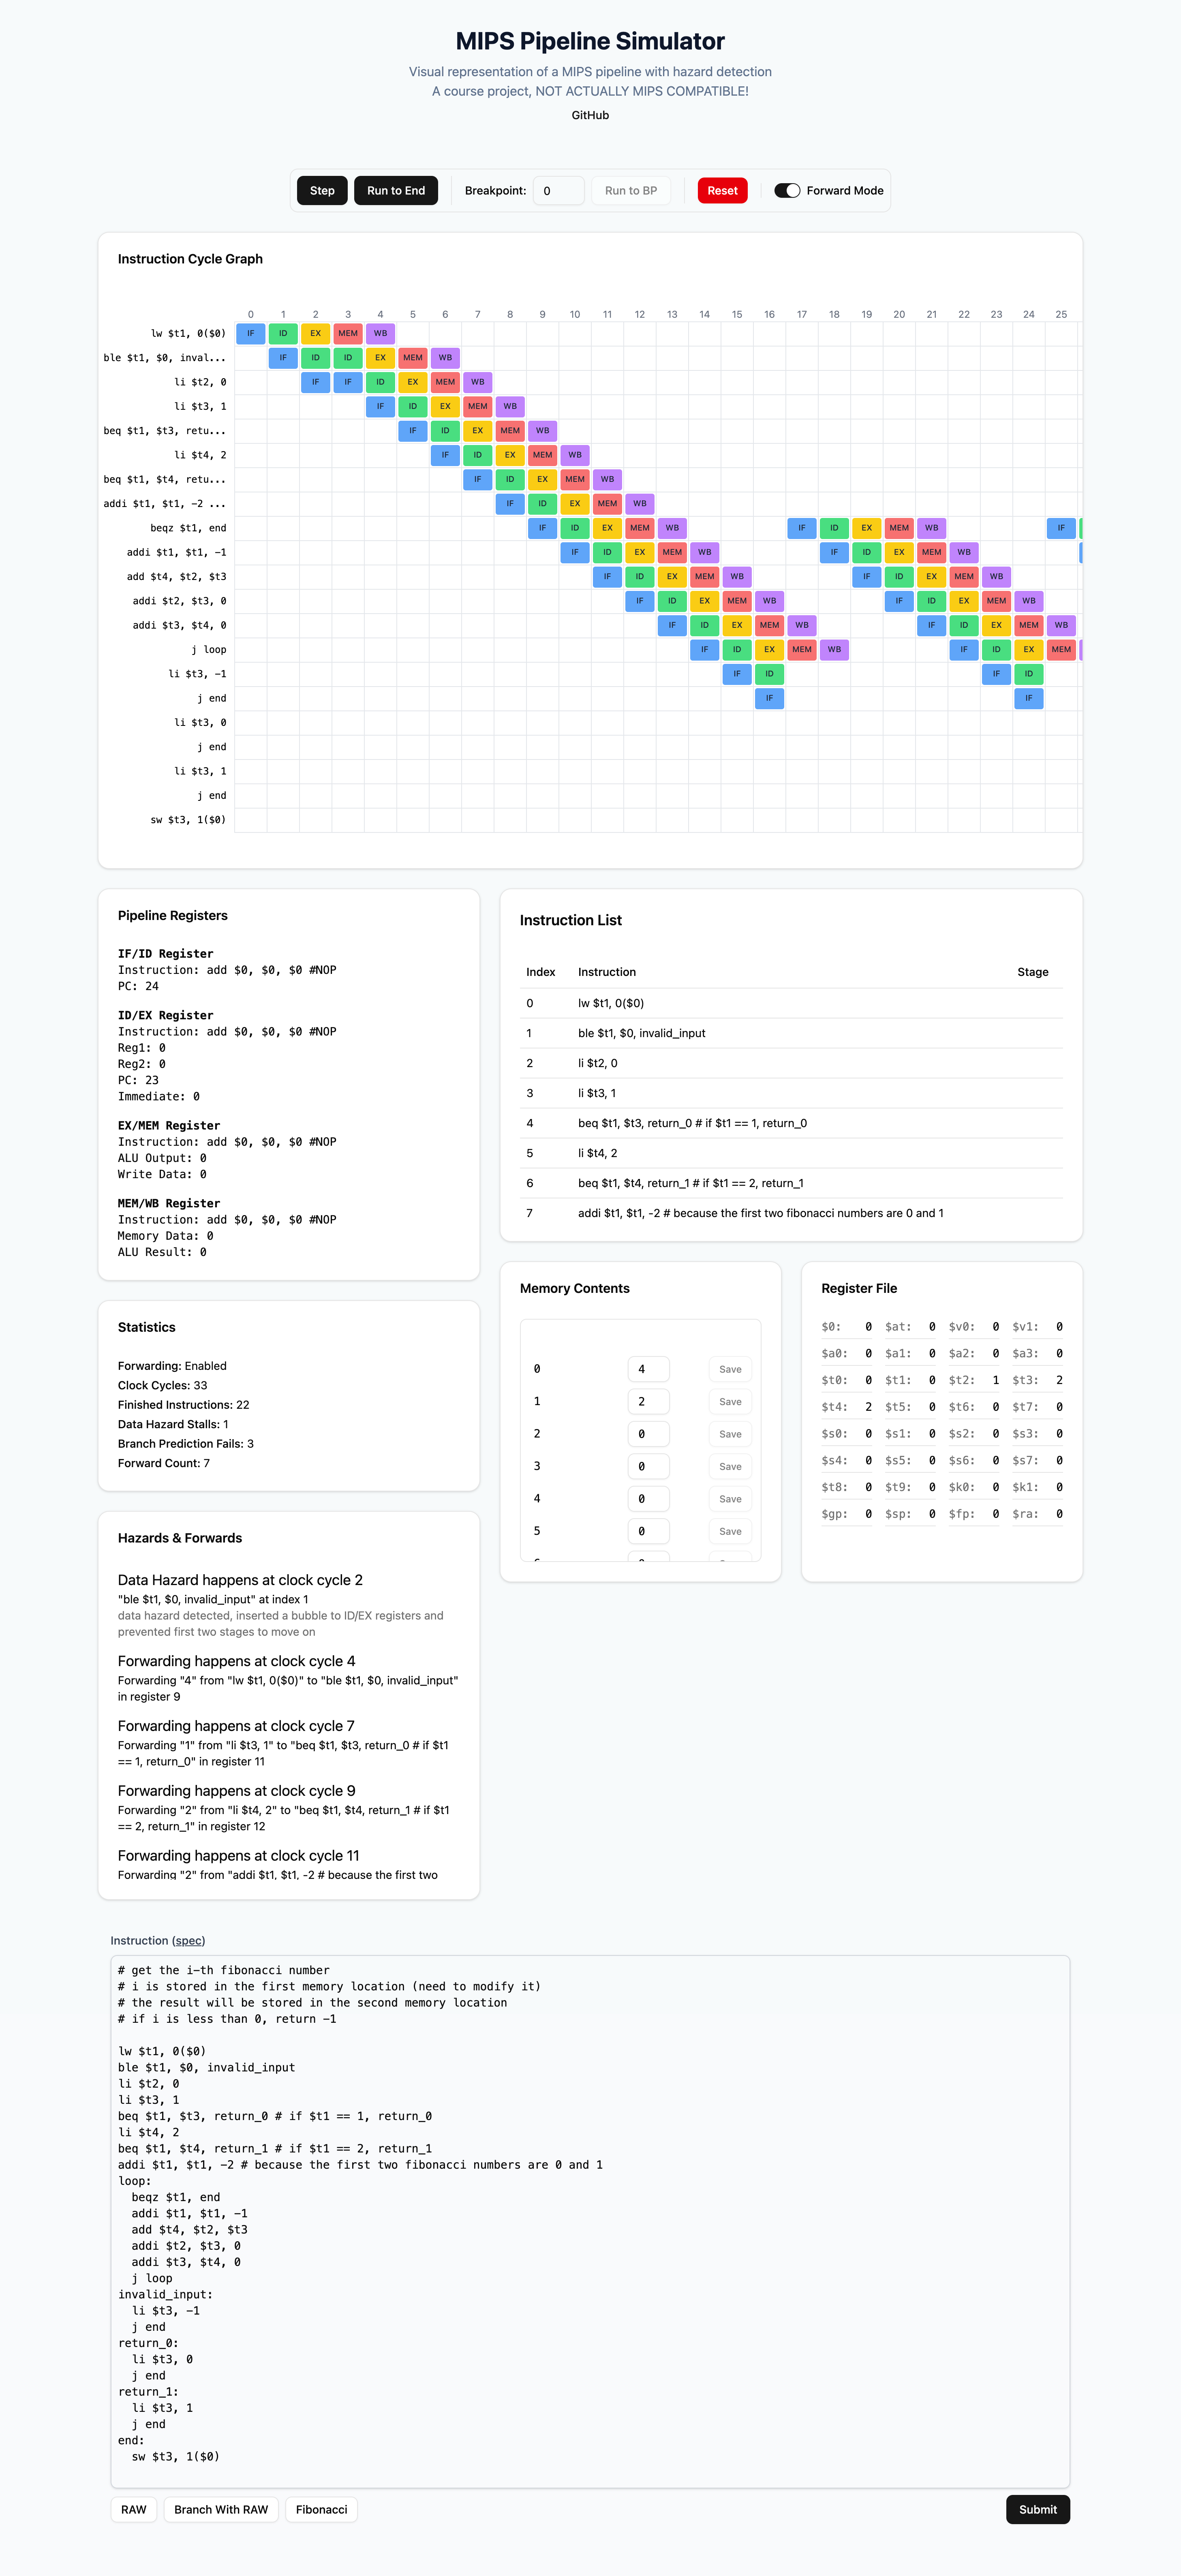 MIPS Pipeline Simulator
Visual representation of a MIPS pipeline with hazard detection
A course project, NOT ACTUALLY MIPS COMPATIBLE!
GitHub
Step Run to End Breakpoint: 0 Run to BP Reset Forward Mode
Instruction Cycle Graph
0 1 2 3 4 5 6 7 8 9 10 11 12 13 14 15 16 17 18 19 20 21 22 23 24 25
lw $t1, 0($0) IF ID EX MEM WB
ble $t1, $0, inval... IF ID ID EX MEM WB
li $t2, 0 IF IF ID EX MEM WB
li $t3, 1 IF ID EX MEM WB
beq $t1, $t3, retu... IF ID EX MEM WB
li $t4, 2 IF ID EX MEM WB
beq $t1, $t4, retu... IF ID EX MEM WB
addi $t1, $t1, -2 ... IF ID EX MEM WB
beqz $t1, end IF ID EX MEM WB IF ID EX MEM WB IF
addi $t1, $t1, -1 IF ID EX MEM WB IF ID EX MEM WB
add $t4, $t2, $t3 IF ID EX MEM WB IF ID EX MEM WB
addi $t2, $t3, 0 IF ID EX MEM WB IF ID EX MEM WB
addi $t3, $t4, 0 IF ID EX MEM WB IF ID EX MEM WB
j loop IF ID EX MEM WB IF ID EX MEM
li $t3, -1 IF ID IF ID
j end IF IF
li $t3, 0
j end
li $t3, 1
j end
sw $t3, 1($0)
Pipeline Registers
IF/ID Register
Instruction: add $0, $0, $0 #NOP
PC: 24
ID/EX Register
Instruction: add $0, $0, $0 #NOP
Reg1: 0
Reg2: 0
PC: 23
Immediate: 0
EX/MEM Register
Instruction: add $0, $0, $0 #NOP
ALU Output: 0
Write Data: 0
MEM/WB Register
Instruction: add $0, $0, $0 #NOP
Memory Data: 0
ALU Result: 0
Instruction List
Index Instruction Stage
0 lw $t1, 0($0)
1 ble $t1, $0, invalid_input
2 li $t2, 0
3 li $t3, 1
4 beq $t1, $t3, return_0 # if $t1 == 1, return_0
5 li $t4, 2
6 beq $t1, $t4, return_1 # if $t1 == 2, return_1
7 addi $t1, $t1, -2 # because the first two fibonacci numbers are 0 and 1
Statistics
Forwarding: Enabled
Clock Cycles: 33
Finished Instructions: 22
Data Hazard Stalls: 1
Branch Prediction Fails: 3
Forward Count: 7
Memory Contents
0 4 Save
1 2 Save
2 0 Save
3 0 Save
4 0 Save
5 0 Save
Register File
$0: 0 $at: 0 $v0: 0 $v1: 0
$a0: 0 $a1: 0 $a2: 0 $a3: 0
$t0: 0 $t1: 0 $t2: 1 $t3: 2
$t4: 2 $t5: 0 $t6: 0 $t7: 0
$s0: 0 $s1: 0 $s2: 0 $s3: 0
$s4: 0 $s5: 0 $s6: 0 $s7: 0
$t8: 0 $t9: 0 $k0: 0 $k1: 0
$gp: 0 $sp: 0 $fp: 0 $ra: 0
Hazards & Forwards
Data Hazard happens at clock cycle 2
"ble $t1, $0, invalid_input" at index 1
data hazard detected, inserted a bubble to ID/EX registers and
prevented first two stages to move on
Forwarding happens at clock cycle 4
Forwarding "4" from "lw $t1, 0($0)" to "ble $t1, $0, invalid_input"
in register 9
Forwarding happens at clock cycle 7
Forwarding "1" from "li $t3, 1" to "beq $t1, $t3, return_0 # if $t1
== 1, return_0" in register 11
Forwarding happens at clock cycle 9
Forwarding "2" from "li $t4, 2" to "beq $t1, $t4, return_1 # if $t1
== 2, return_1" in register 12
Forwarding happens at clock cycle 11
Forwarding "2" from "addi $t1, $t1, -2 # because the first two
Instruction (spec)
# get the i-th fibonacci number
# i is stored in the first memory location (need to modify it)
# the result will be stored in the second memory location
# if i is less than 0, return -1
lw $t1, 0($0)
ble $t1, $0, invalid_input
li $t2, 0
li $t3, 1
beq $t1, $t3, return_0 # if $t1 == 1, return_0
li $t4, 2
beq $t1, $t4, return_1 # if $t1 == 2, return_1
addi $t1, $t1, -2 # because the first two fibonacci numbers are 0 and 1
loop:
beqz $t1, end
addi $t1, $t1, -1
add $t4, $t2, $t3
addi $t2, $t3, 0
addi $t3, $t4, 0
j loop
invalid_input:
li $t3, -1
j end
return_0:
li $t3, 0
j end
return_1:
li $t3, 1
j end
end:
sw $t3, 1($0)
RAW Branch With RAW Fibonacci Submit